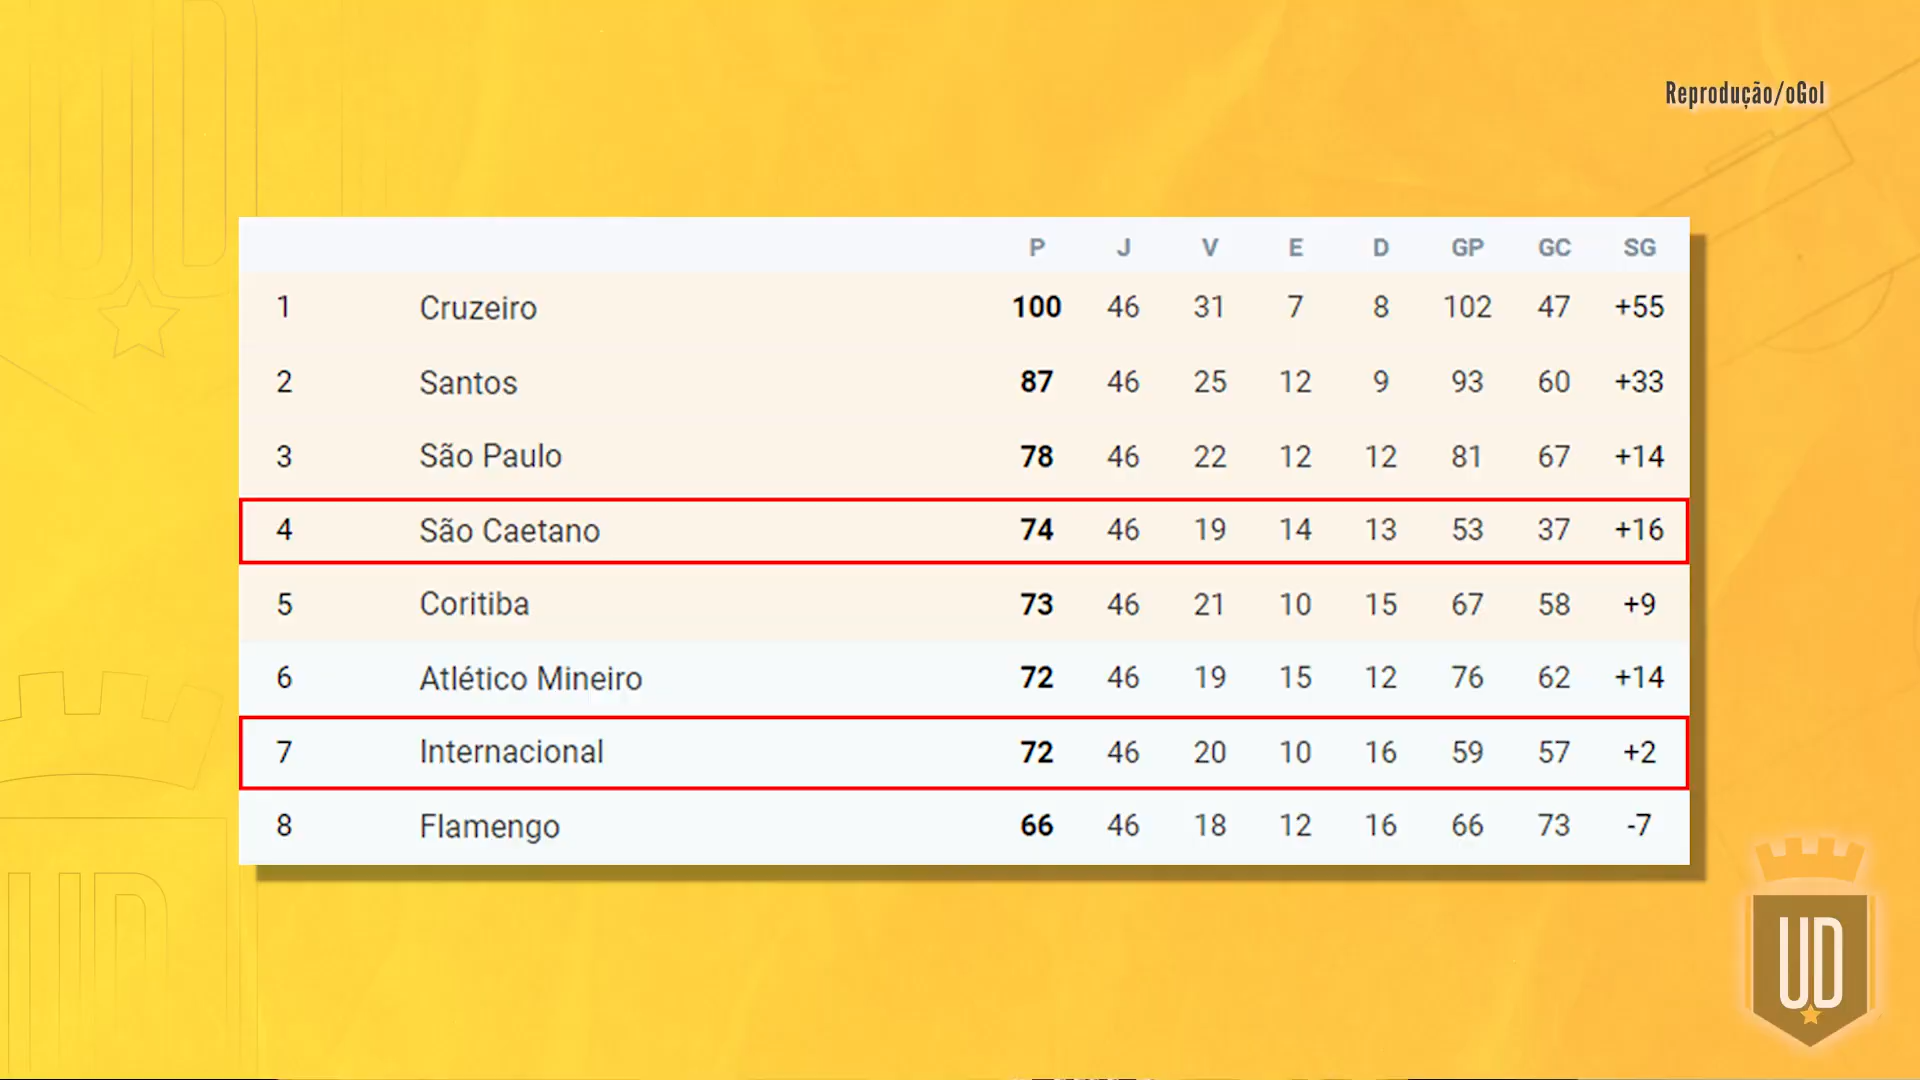 Reprodução/oGol
P J V E D GP GC SG
1 Cruzeiro 100 46 31 7 8 102 47 +55
2 Santos 87 46 25 12 9 93 60 +33
3 São Paulo 78 46 22 12 12 81 67 +14
4 São Caetano 74 46 19 14 13 53 37 +16
5 Coritiba 73 46 21 10 15 67 58 +9
6 Atlético Mineiro 72 46 19 15 12 76 62 +14
7 Internacional 72 46 20 10 16 59 57 +2
8 Flamengo 66 46 18 12 16 66 73 -7
UD